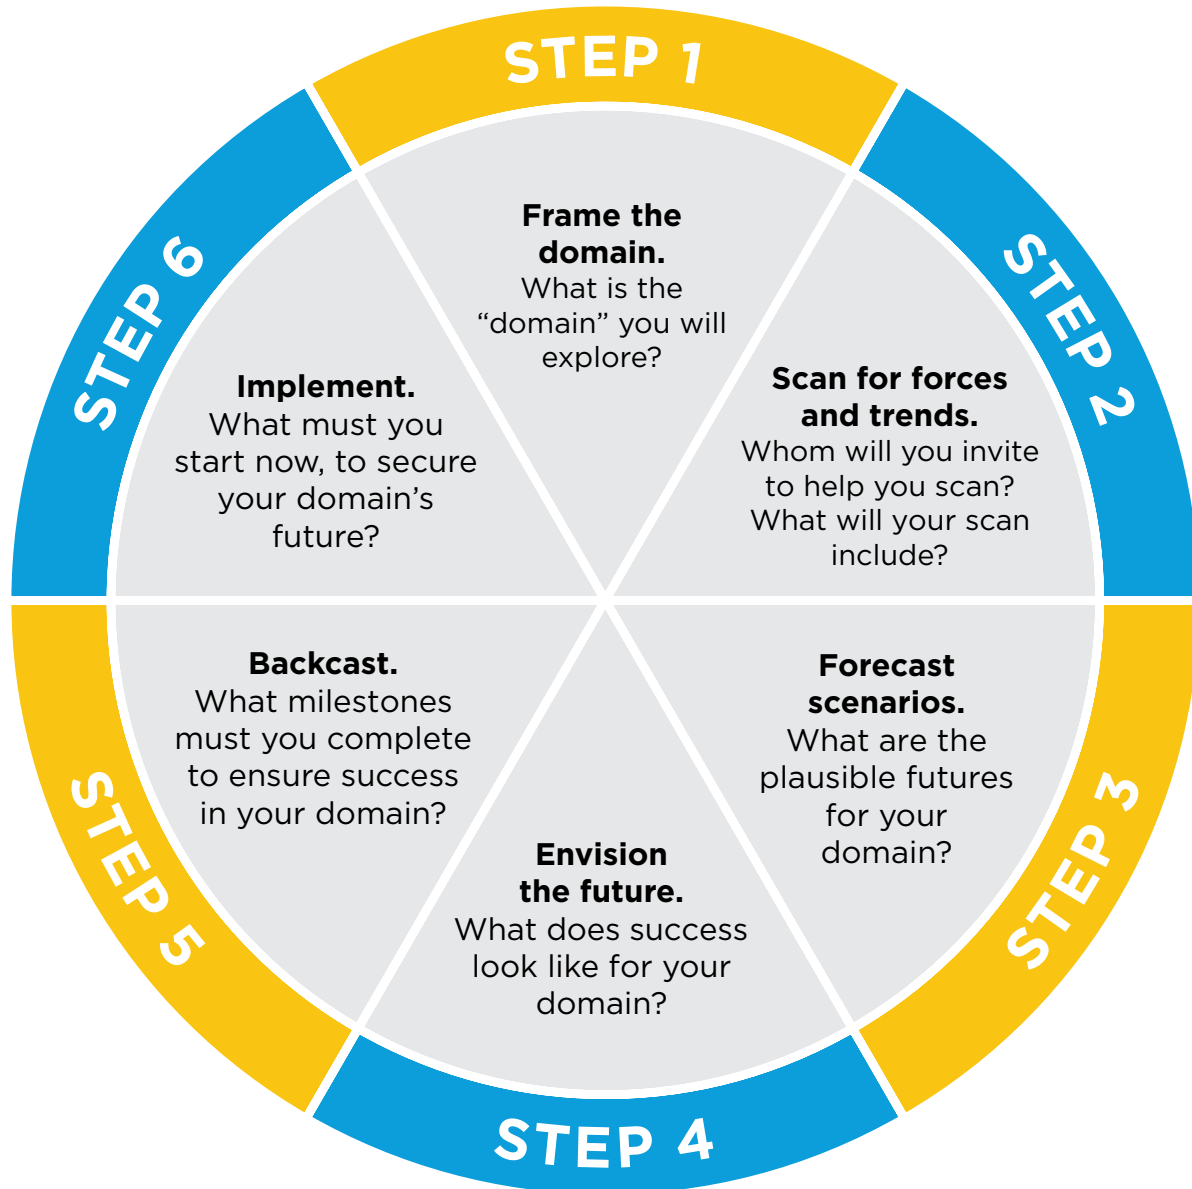 STEP 1
Frame the
domain.
What is the
“domain” you will
explore?
STEP 2
Scan for forces
and trends.
Whom will you invite
to help you scan?
What will your scan
include?
STEP 3
Forecast
scenarios.
What are the
plausible futures
for your
domain?
STEP 4
Envision
the future.
What does success
look like for your
domain?
STEP 5
Backcast.
What milestones
must you complete
to ensure success
in your domain?
STEP 6
Implement.
What must you
start now, to secure
your domain’s
future?